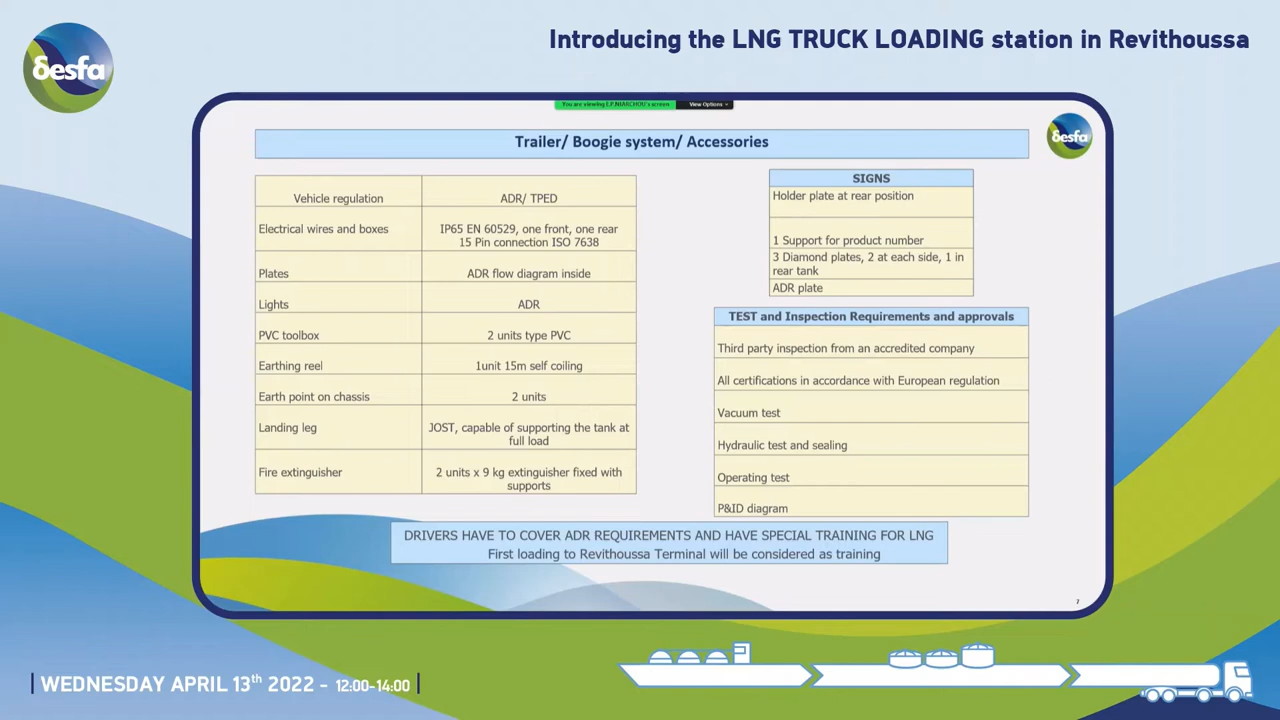 Introducing the LNG TRUCK LOADING station in Revithoussa
δesfa
You are viewing E.P.NIARCHOU's screen
View Options
Trailer/ Boogie system/ Accessories
δesfa
Vehicle regulation
ADR/ TPED
Electrical wires and boxes
IP65 EN 60529, one front, one rear
15 Pin connection ISO 7638
Plates
ADR flow diagram inside
Lights
ADR
PVC toolbox
2 units type PVC
Earthing reel
1unit 15m self coiling
Earth point on chassis
2 units
Landing leg
JOST, capable of supporting the tank at
full load
Fire extinguisher
2 units x 9 kg extinguisher fixed with
supports
SIGNS
Holder plate at rear position
1 Support for product number
3 Diamond plates, 2 at each side, 1 in
rear tank
ADR plate
TEST and Inspection Requirements and approvals
Third party inspection from an accredited company
All certifications in accordance with European regulation
Vacuum test
Hydraulic test and sealing
Operating test
P&ID diagram
DRIVERS HAVE TO COVER ADR REQUIREMENTS AND HAVE SPECIAL TRAINING FOR LNG
First loading to Revithoussa Terminal will be considered as training
7
WEDNESDAY APRIL 13th 2022 - 12:00-14:00